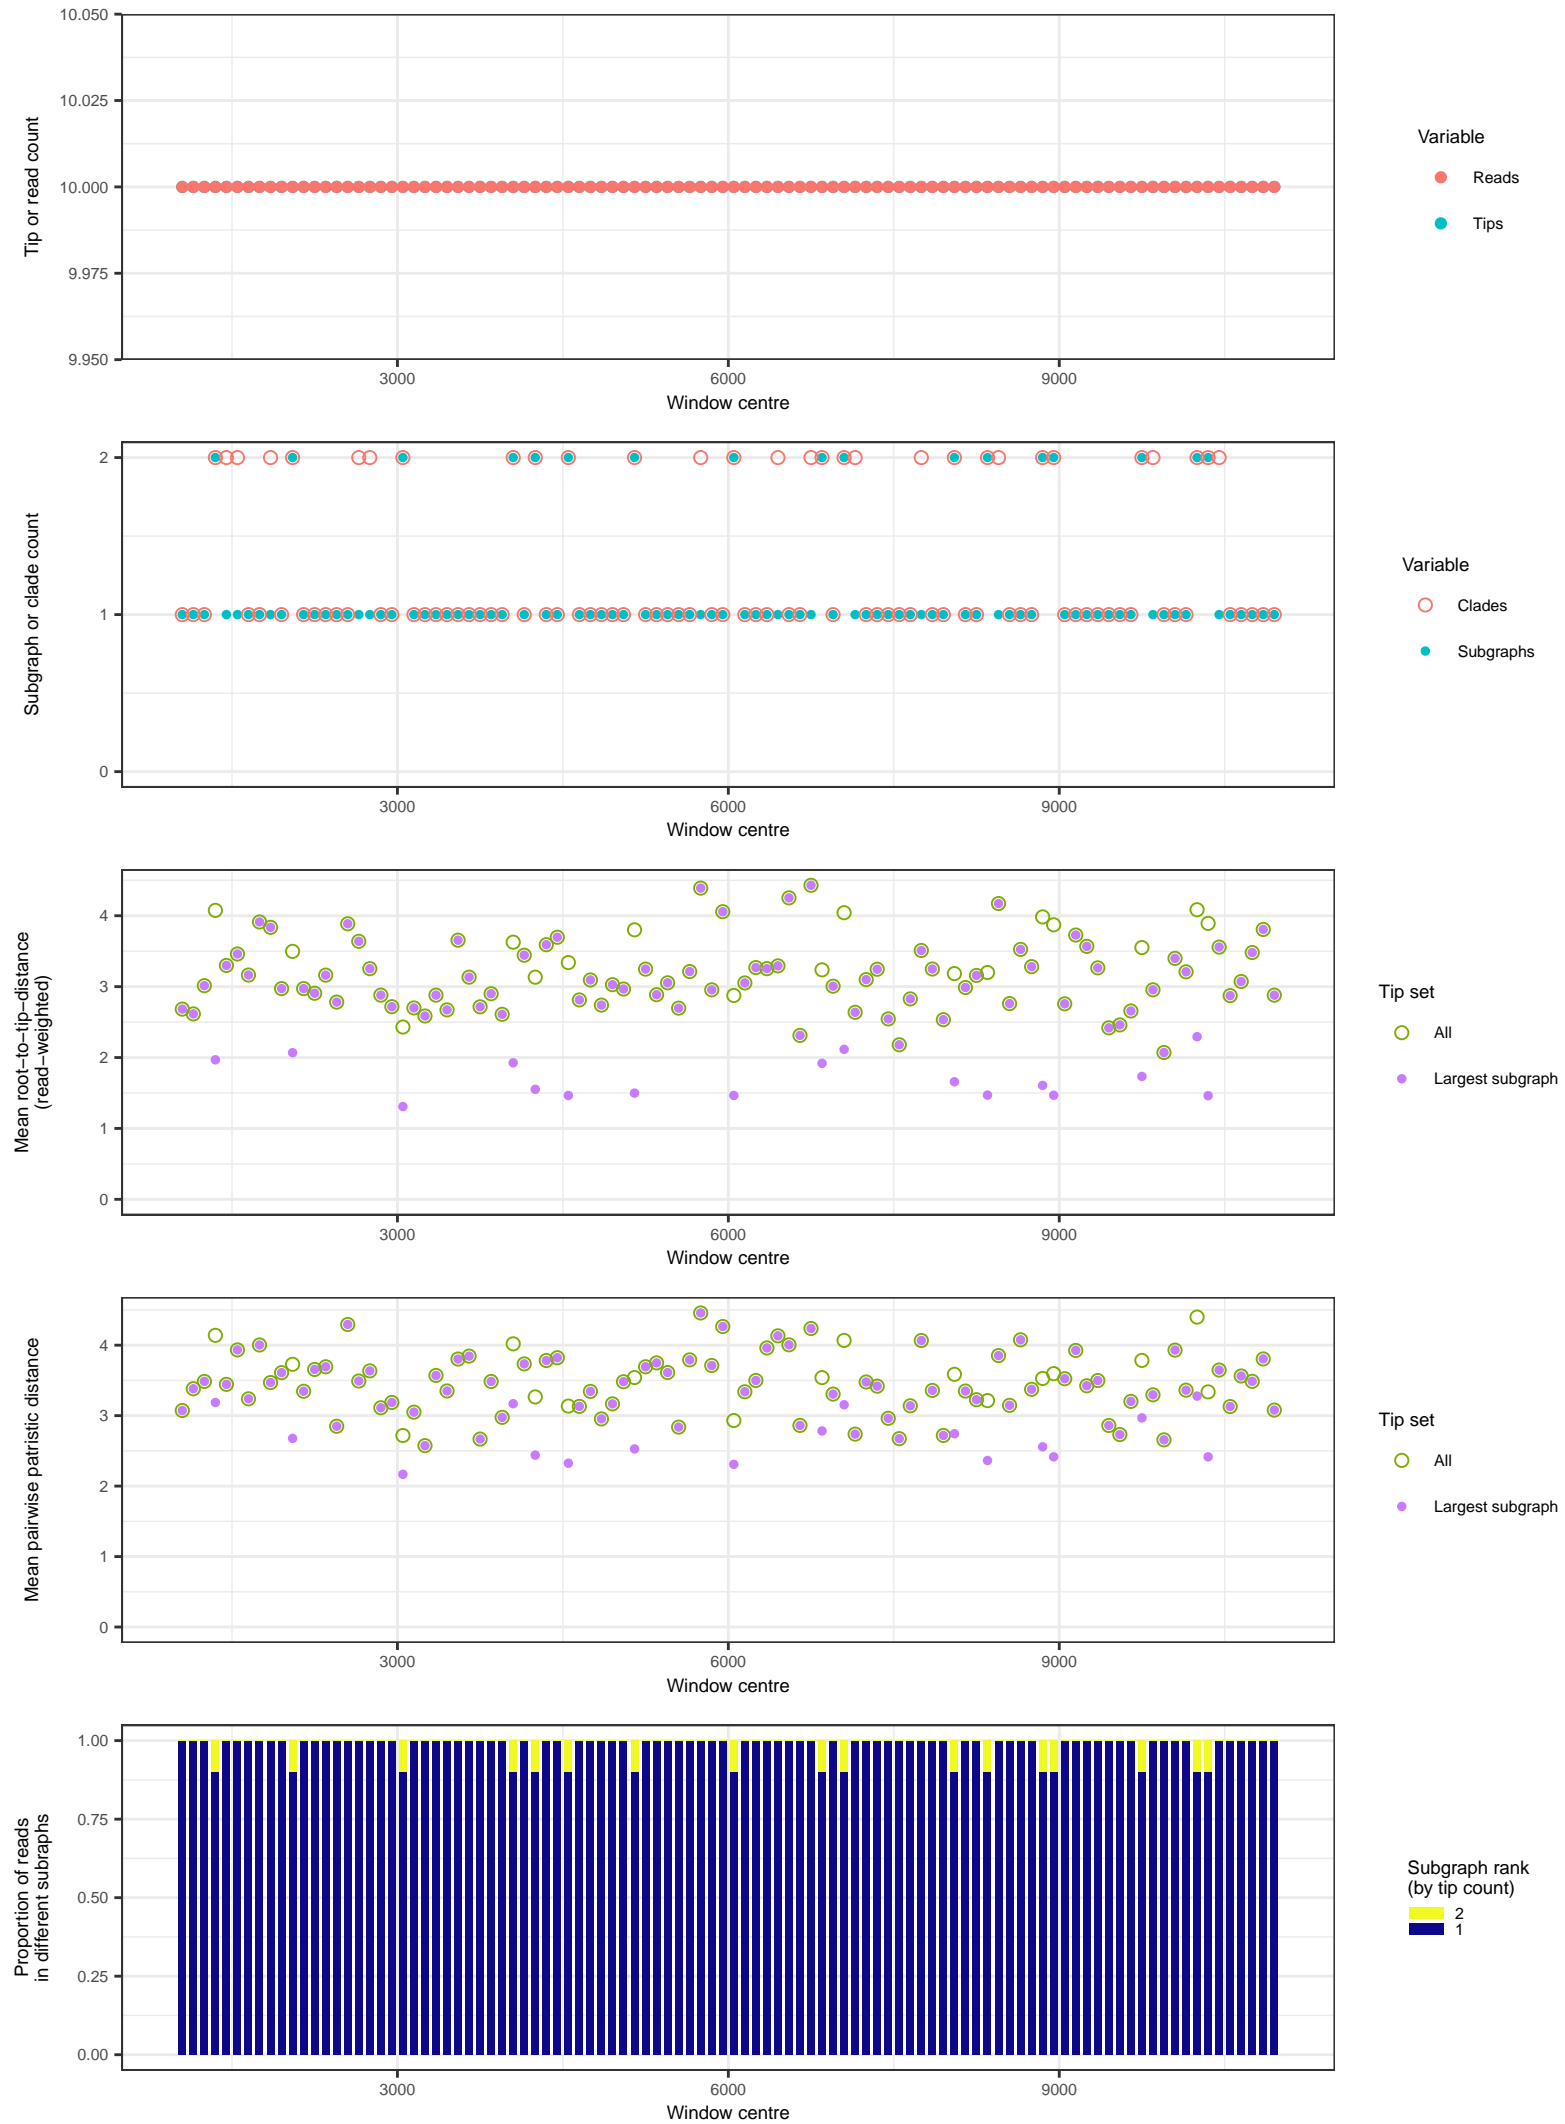 10.050
10.025
10.000
9.975
9.950
Tip or read count
3000
6000
9000
Window centre
Variable
Reads
Tips
2
1
0
Subgraph or clade count
3000
6000
9000
Window centre
Variable
Clades
Subgraphs
4
3
2
1
0
Mean root−to−tip−distance
(read−weighted)
3000
6000
9000
Window centre
Tip set
All
Largest subgraph
4
3
2
1
0
Mean pairwise patristic distance
3000
6000
9000
Window centre
Tip set
All
Largest subgraph
1.00
0.75
0.50
0.25
0.00
Proportion of reads
in different subraphs
3000
6000
9000
Window centre
Subgraph rank
(by tip count)
2
1